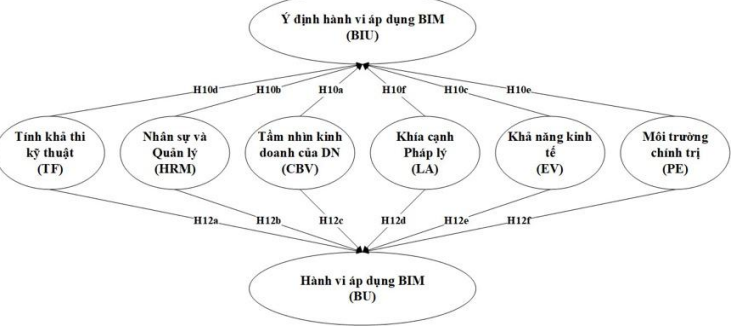 Ý định hành vi áp dụng BIM
(BIU)
H10d
H10b
H10a
H10f
H10c
H10e
Tính khả thi
kỹ thuật
(TF)
Nhân sự và
Quản lý
(HRM)
Tầm nhìn kinh
doanh của DN
(CBV)
Khía cạnh
Pháp lý
(LA)
Khả năng kinh
tế
(EV)
Môi trường
chính trị
(PE)
H12a
H12b
H12c
H12d
H12e
H12f
Hành vi áp dụng BIM
(BU)